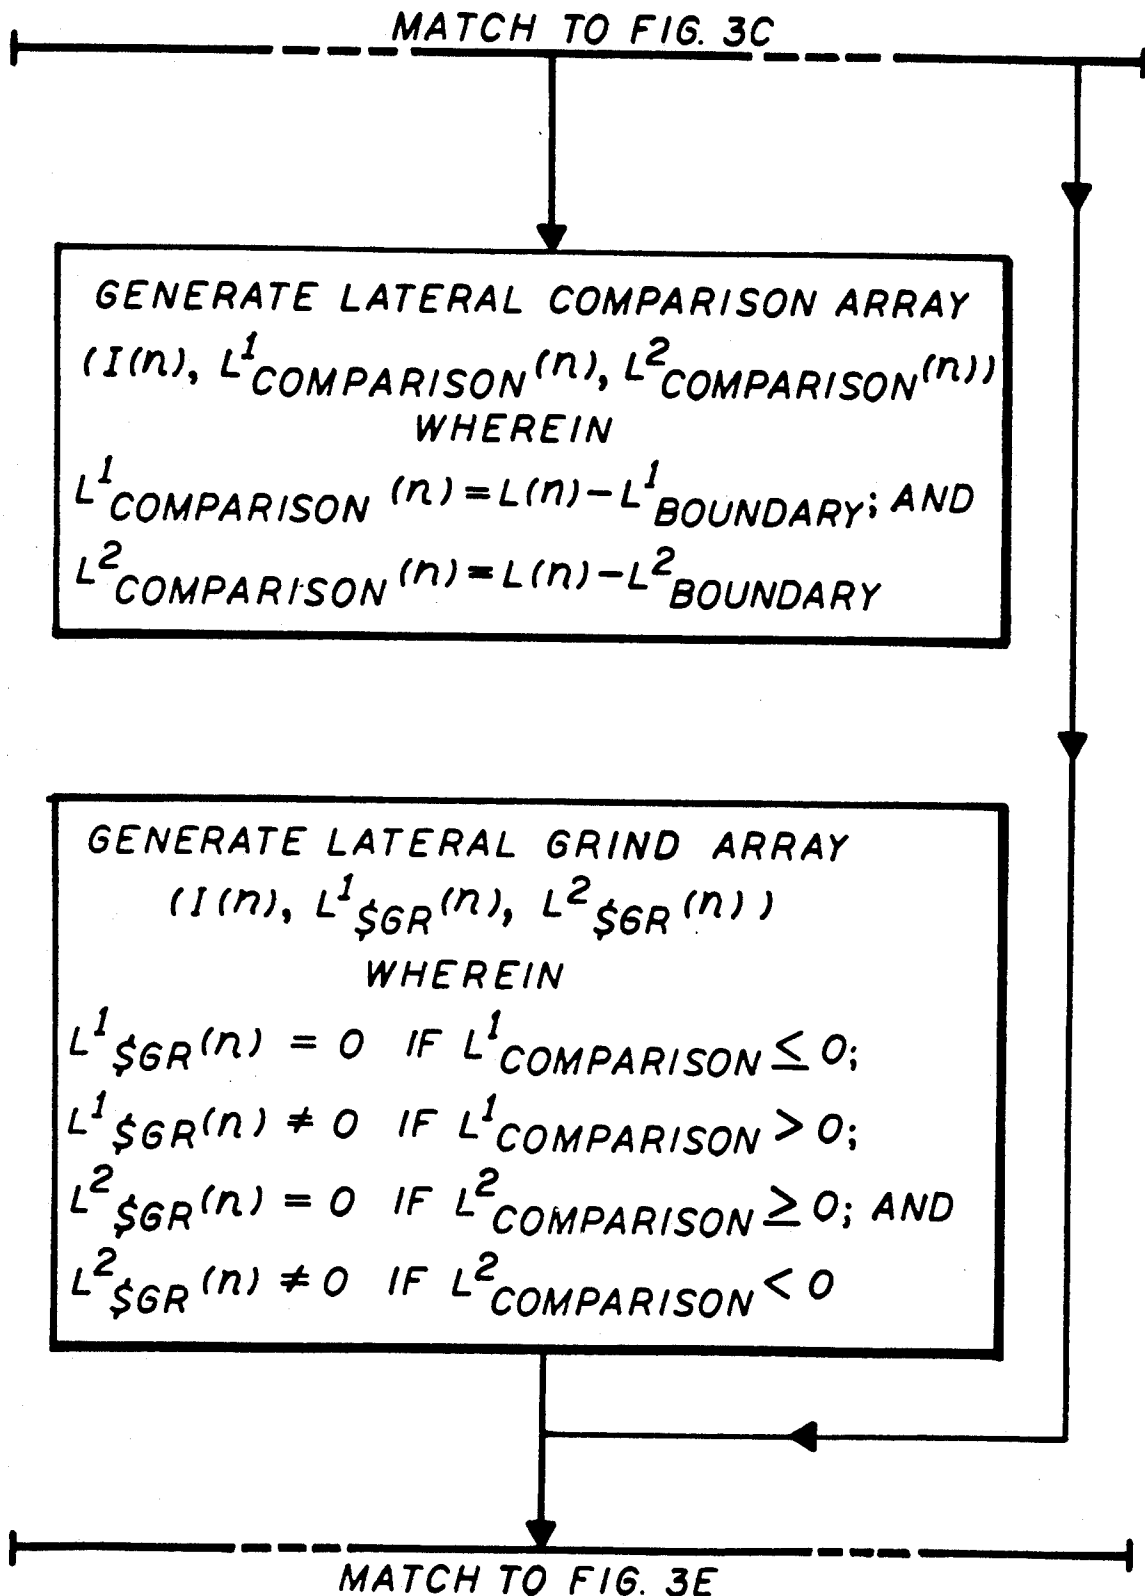 MATCH TO FIG. 3C
GENERATE LATERAL COMPARISON ARRAY
(I(n), L¹COMPARISON(n), L²COMPARISON(n))
WHEREIN
L¹COMPARISON (n) = L(n) - L¹BOUNDARY; AND
L²COMPARISON (n) = L(n) - L²BOUNDARY
GENERATE LATERAL GRIND ARRAY
(I(n), L¹$GR(n), L²$GR(n))
WHEREIN
L¹$GR(n) = 0 IF L¹COMPARISON ≤ 0;
L¹$GR(n) ≠ 0 IF L¹COMPARISON > 0;
L²$GR(n) = 0 IF L²COMPARISON ≥ 0; AND
L²$GR(n) ≠ 0 IF L²COMPARISON < 0
MATCH TO FIG. 3E